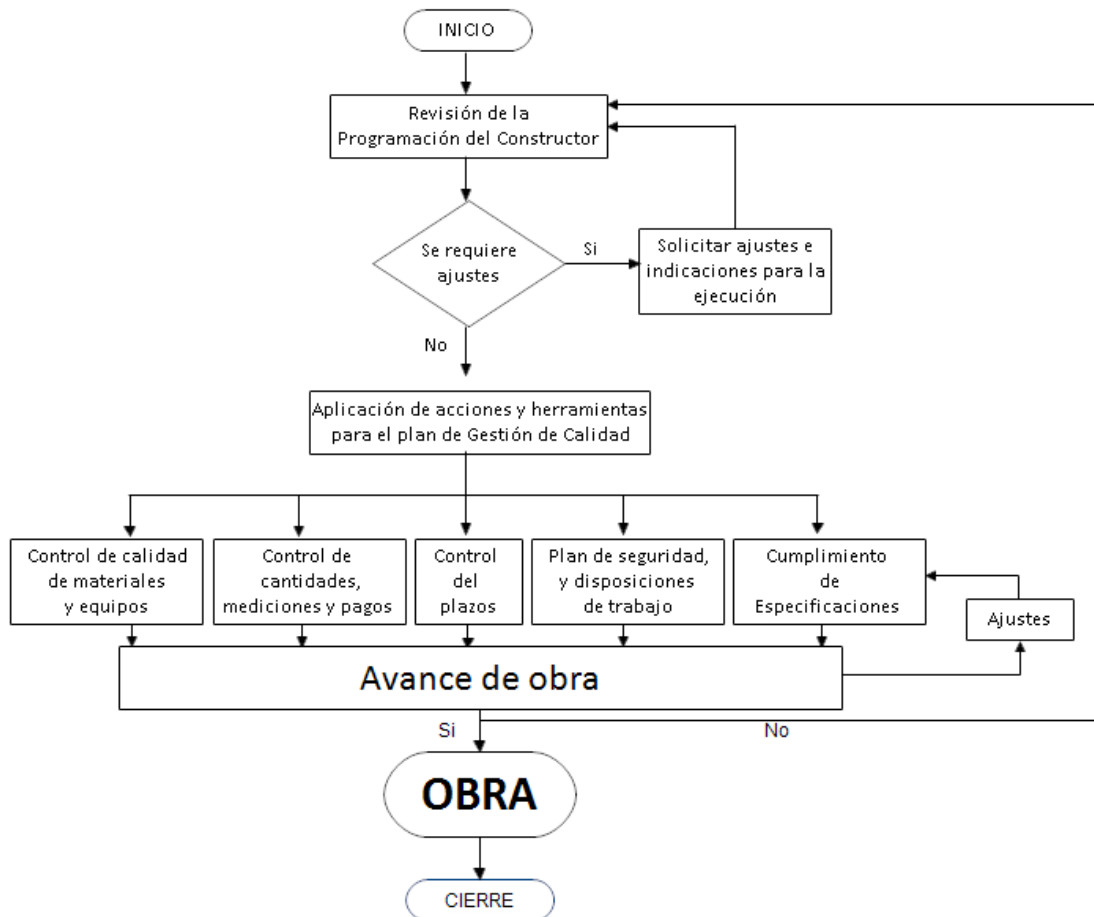 INICIO
Revisión de la
Programación del Constructor
Se requiere
ajustes
Si
Solicitar ajustes e
indicaciones para la
ejecución
No
Aplicación de acciones y herramientas
para el plan de Gestión de Calidad
Control de calidad
de materiales
y equipos
Control de
cantidades,
mediciones y pagos
Control
del
plazos
Plan de seguridad,
y disposiciones
de trabajo
Cumplimiento
de
Especificaciones
Ajustes
Avance de obra
Si
No
OBRA
CIERRE